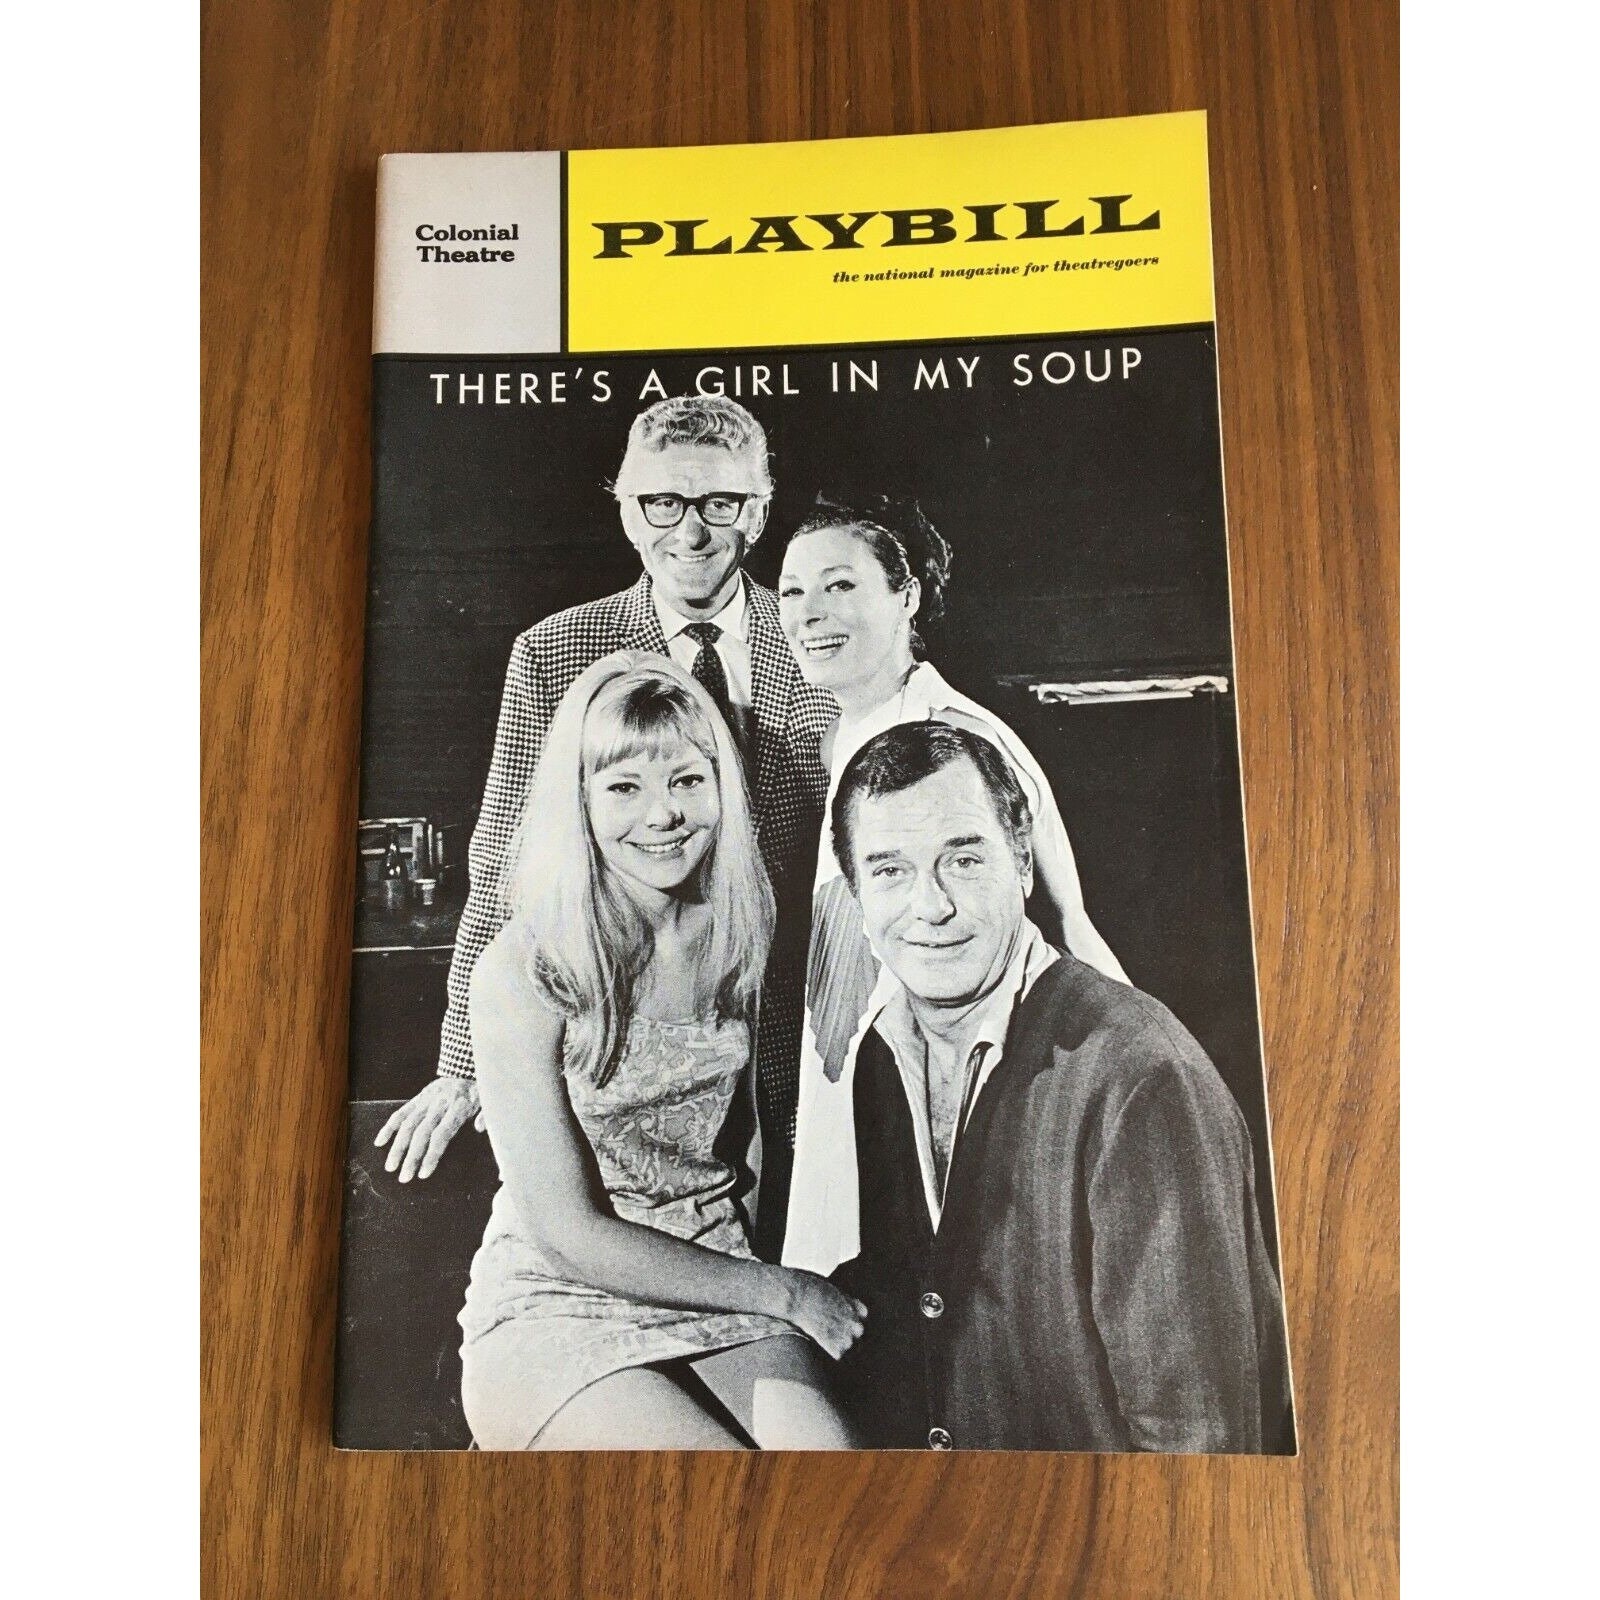 Colonial
Theatre
PLAYBILL
the national magazine for theatregoers
THERE'S A GIRL IN MY SOUP